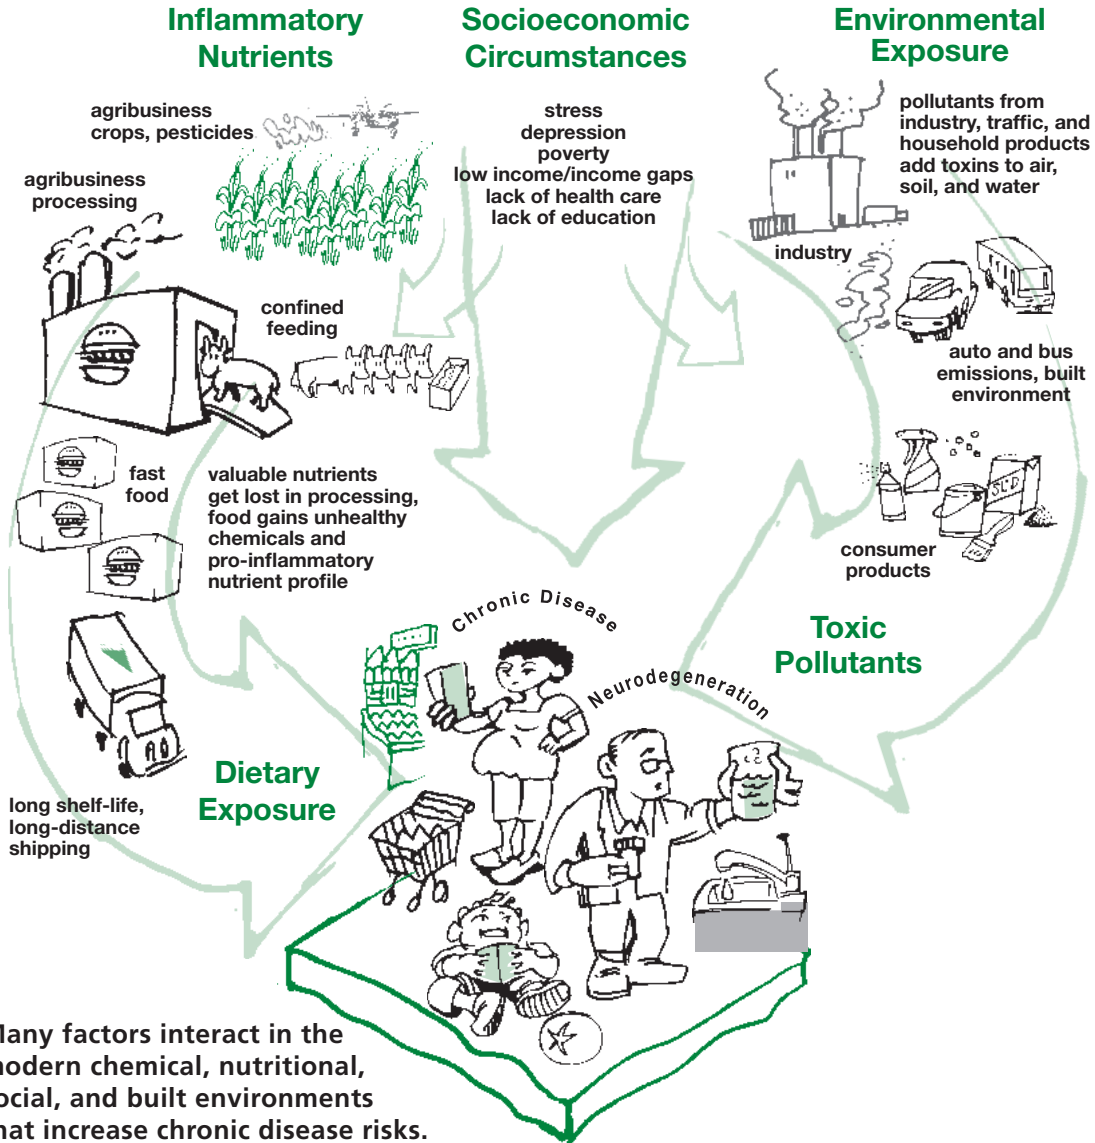 Inflammatory
Nutrients
Socioeconomic
Circumstances
Environmental
Exposure
agribusiness
crops, pesticides
agribusiness
processing
confined
feeding
fast
food
valuable nutrients
get lost in processing,
food gains unhealthy
chemicals and
pro-inflammatory
nutrient profile
long shelf-life,
long-distance
shipping
Dietary
Exposure
stress
depression
poverty
low income/income gaps
lack of health care
lack of education
pollutants from
industry, traffic, and
household products
add toxins to air,
soil, and water
industry
auto and bus
emissions, built
environment
consumer
products
Toxic
Pollutants
Chronic Disease
Neurodegeneration
Many factors interact in the
modern chemical, nutritional,
social, and built environments
that increase chronic disease risks.